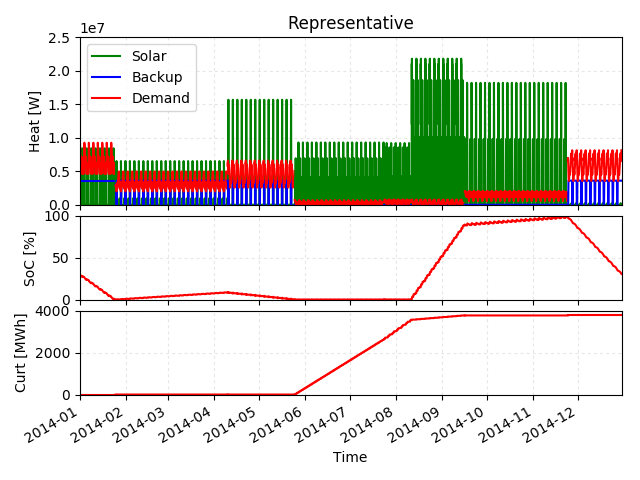 Representative
1e7
2.5
2.0
1.5
1.0
0.5
0.0
Heat [W]
Solar
Backup
Demand
100
50
0
SoC [%]
4000
2000
0
Curt [MWh]
2014-01
2014-02
2014-03
2014-04
2014-05
2014-06
2014-07
2014-08
2014-09
2014-10
2014-11
2014-12
Time